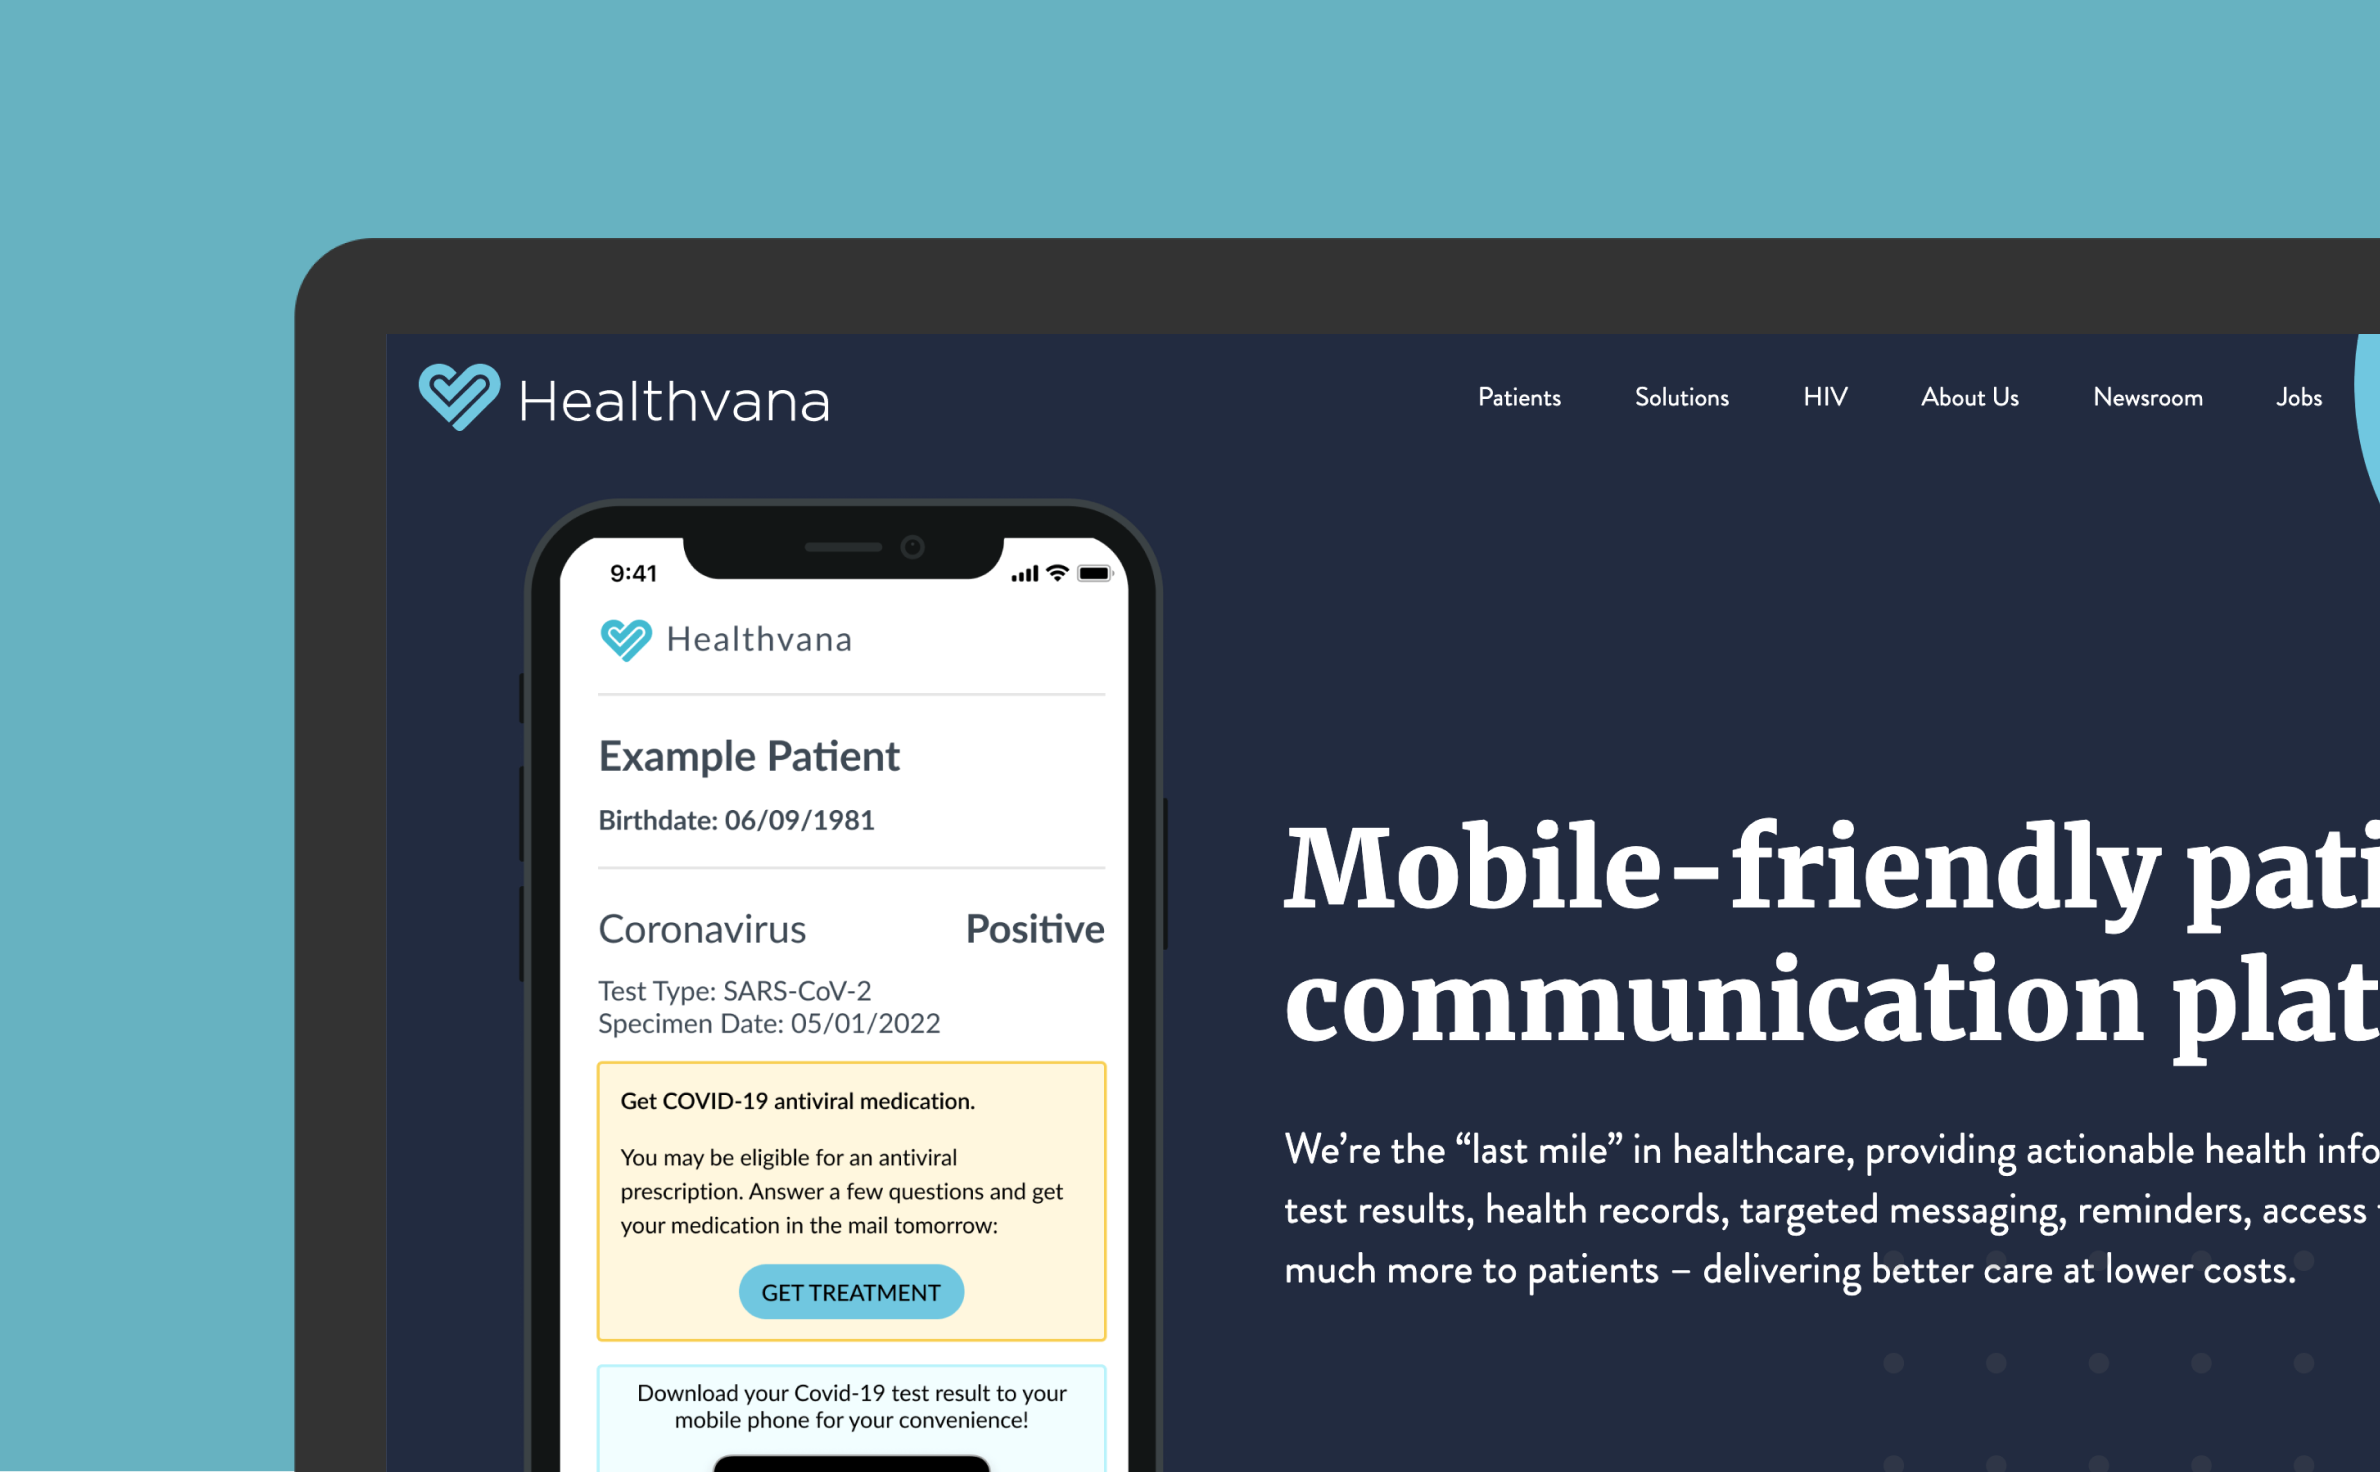 Healthvana
Patients Solutions HIV About Us Newsroom Jobs
9:41
Healthvana
Example Patient
Birthdate: 06/09/1981
Coronavirus Positive
Test Type: SARS-CoV-2
Specimen Date: 05/01/2022
Get COVID-19 antiviral medication.
You may be eligible for an antiviral
prescription. Answer a few questions and get
your medication in the mail tomorrow:
GET TREATMENT
Download your Covid-19 test result to your
mobile phone for your convenience!
Mobile-friendly pati
communication plat
We’re the “last mile” in healthcare, providing actionable health info
test results, health records, targeted messaging, reminders, access
much more to patients – delivering better care at lower costs.